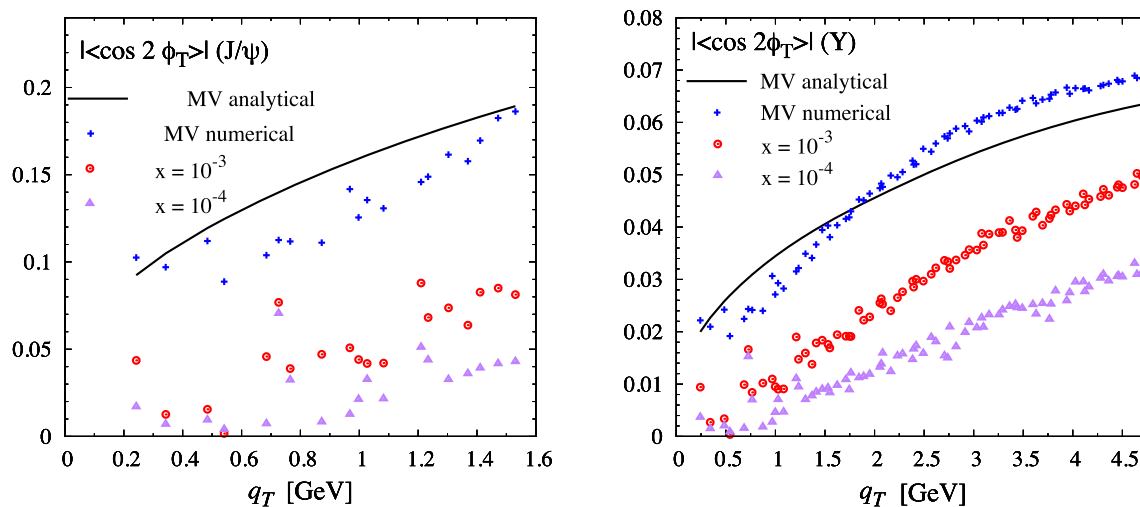 |<cos 2 ϕT>| (J/ψ)
MV analytical
MV numerical
x = 10-3
x = 10-4
0.2
0.15
0.1
0.05
0
0 0.2 0.4 0.6 0.8 1 1.2 1.4 1.6
qT [GeV]
|<cos 2ϕT>| (Υ)
MV analytical
MV numerical
x = 10-3
x = 10-4
0.08
0.07
0.06
0.05
0.04
0.03
0.02
0.01
0
0 0.5 1 1.5 2 2.5 3 3.5 4 4.5
qT [GeV]